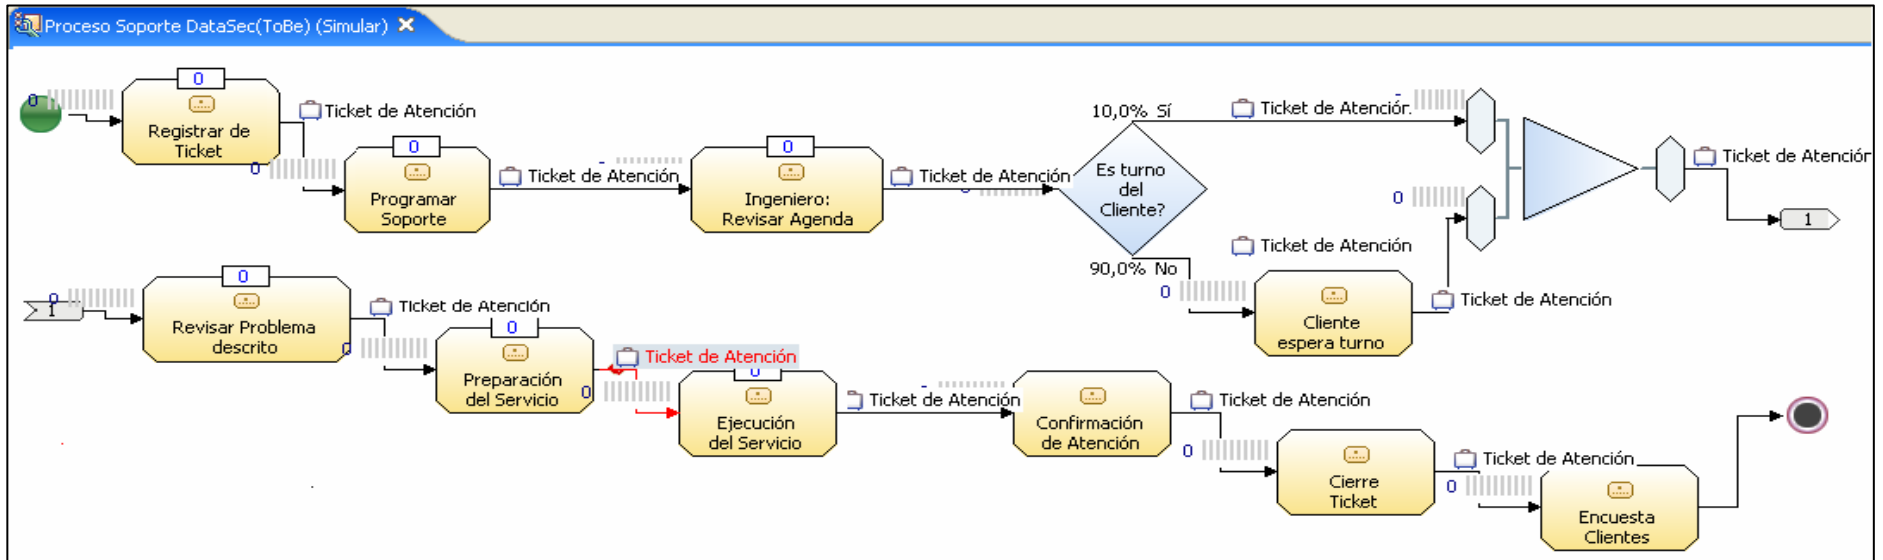 Proceso Soporte DataSec(ToBe) (Simular)
0
0
Registrar de
Ticket
Ticket de Atención
0
0
Programar
Soporte
Ticket de Atención
-
0
Ingeniero:
Revisar Agenda
Ticket de Atención
10,0% Sí
Es turno
del
Cliente?
90,0% No
Ticket de Atención
-
Ticket de Atención
0
Ticket de Atención
0
Cliente
espera turno
Ticket de Atención
1
1
0
0
Revisar Problema
descrito
Ticket de Atención
0
0
Preparación
del Servicio
Ticket de Atención
0
0
Ejecución
del Servicio
Ticket de Atención
-
Confirmación
de Atención
Ticket de Atención
0
Cierre
Ticket
Ticket de Atención
0
Encuesta
Clientes